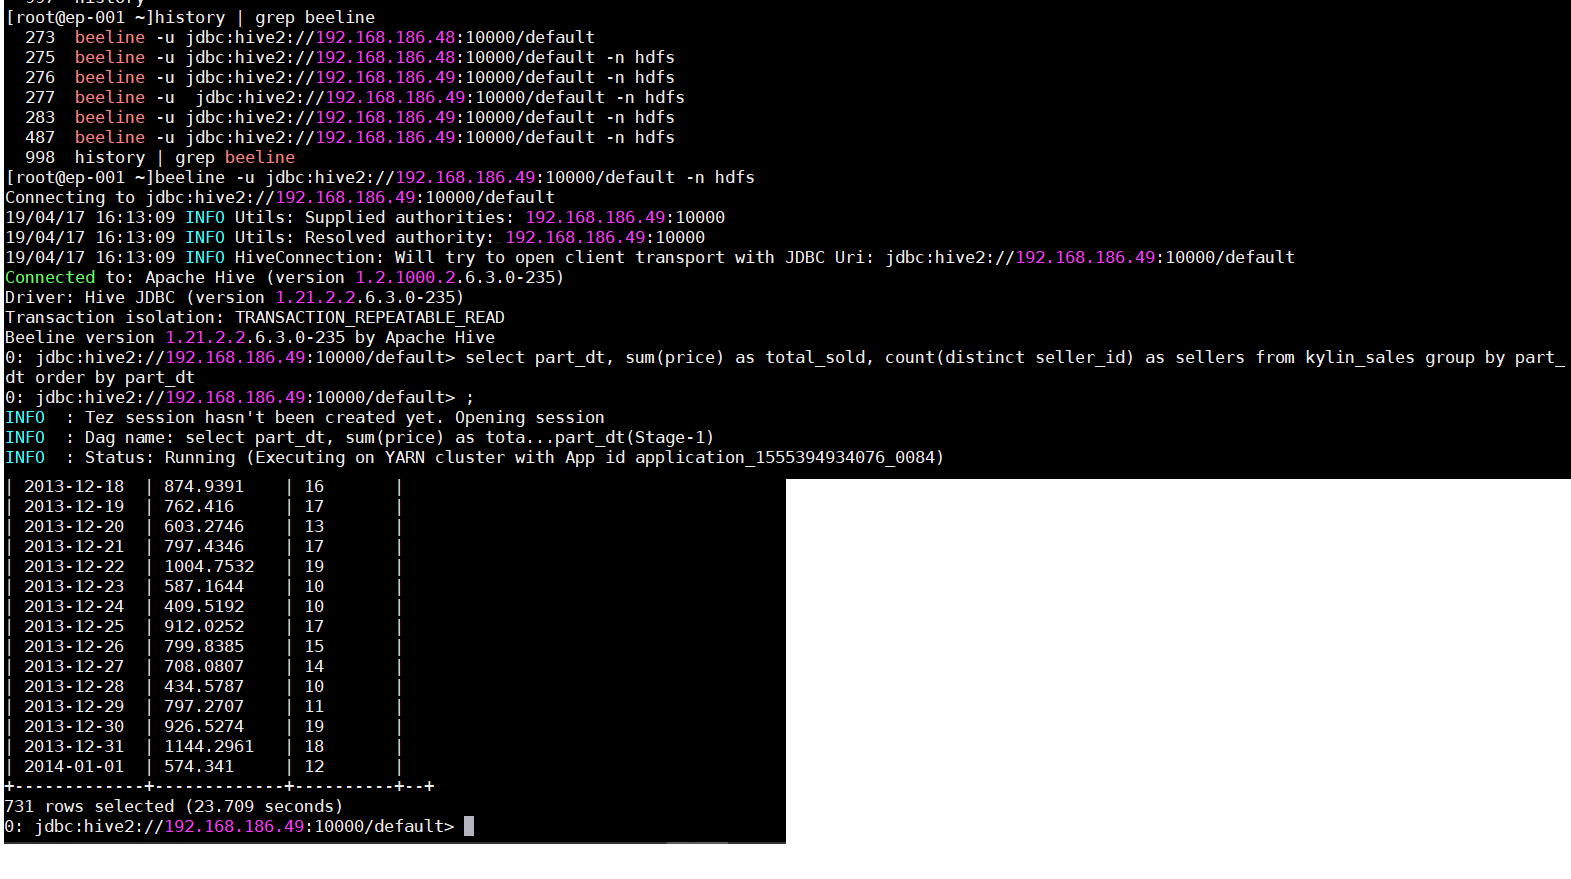 997  history
[root@ep-001 ~]history | grep beeline
  273  beeline -u jdbc:hive2://192.168.186.48:10000/default
  275  beeline -u jdbc:hive2://192.168.186.48:10000/default -n hdfs
  276  beeline -u jdbc:hive2://192.168.186.49:10000/default -n hdfs
  277  beeline -u  jdbc:hive2://192.168.186.49:10000/default -n hdfs
  283  beeline -u jdbc:hive2://192.168.186.49:10000/default -n hdfs
  487  beeline -u jdbc:hive2://192.168.186.49:10000/default -n hdfs
  998  history | grep beeline
[root@ep-001 ~]beeline -u jdbc:hive2://192.168.186.49:10000/default -n hdfs
Connecting to jdbc:hive2://192.168.186.49:10000/default
19/04/17 16:13:09 INFO Utils: Supplied authorities: 192.168.186.49:10000
19/04/17 16:13:09 INFO Utils: Resolved authority: 192.168.186.49:10000
19/04/17 16:13:09 INFO HiveConnection: Will try to open client transport with JDBC Uri: jdbc:hive2://192.168.186.49:10000/default
Connected to: Apache Hive (version 1.2.1000.2.6.3.0-235)
Driver: Hive JDBC (version 1.21.2.2.6.3.0-235)
Transaction isolation: TRANSACTION_REPEATABLE_READ
Beeline version 1.21.2.2.6.3.0-235 by Apache Hive
0: jdbc:hive2://192.168.186.49:10000/default> select part_dt, sum(price) as total_sold, count(distinct seller_id) as sellers from kylin_sales group by part_
dt order by part_dt
0: jdbc:hive2://192.168.186.49:10000/default> ;
INFO  : Tez session hasn't been created yet. Opening session
INFO  : Dag name: select part_dt, sum(price) as tota...part_dt(Stage-1)
INFO  : Status: Running (Executing on YARN cluster with App id application_1555394934076_0084)
| 2013-12-18  | 874.9391    | 16       |
| 2013-12-19  | 762.416     | 17       |
| 2013-12-20  | 603.2746    | 13       |
| 2013-12-21  | 797.4346    | 17       |
| 2013-12-22  | 1004.7532   | 19       |
| 2013-12-23  | 587.1644    | 10       |
| 2013-12-24  | 409.5192    | 10       |
| 2013-12-25  | 912.0252    | 17       |
| 2013-12-26  | 799.8385    | 15       |
| 2013-12-27  | 708.0807    | 14       |
| 2013-12-28  | 434.5787    | 10       |
| 2013-12-29  | 797.2707    | 11       |
| 2013-12-30  | 926.5274    | 19       |
| 2013-12-31  | 1144.2961   | 18       |
| 2014-01-01  | 574.341     | 12       |
+-------------+-------------+----------+--+
731 rows selected (23.709 seconds)
0: jdbc:hive2://192.168.186.49:10000/default>